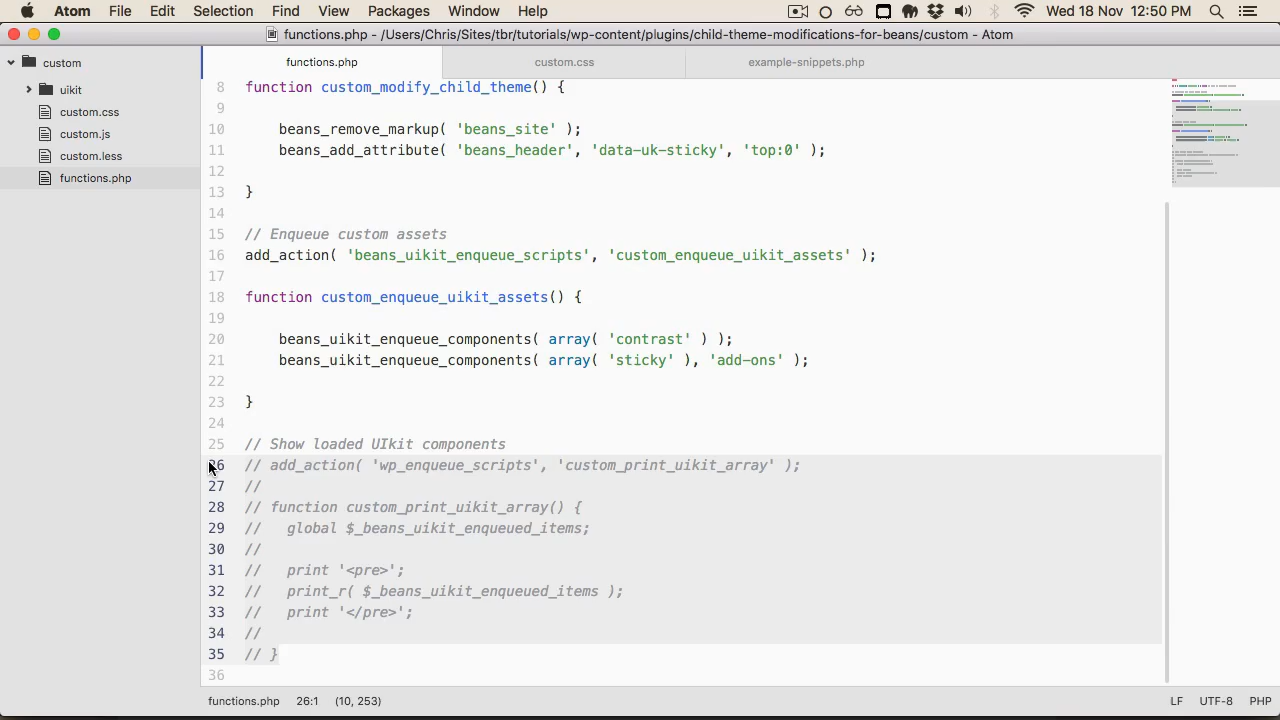 Atom File Edit Selection Find View Packages Window Help Wed 18 Nov 12:50 PM
functions.php - /Users/Chris/Sites/tbr/tutorials/wp-content/plugins/child-theme-modifications-for-beans/custom - Atom
custom
uikit
custom.css
custom.js
custom.less
functions.php
functions.php custom.css example-snippets.php
8 function custom_modify_child_theme() {
9
10 beans_remove_markup( 'beans_site' );
11 beans_add_attribute( 'beans_header', 'data-uk-sticky', 'top:0' );
12
13 }
14
15 // Enqueue custom assets
16 add_action( 'beans_uikit_enqueue_scripts', 'custom_enqueue_uikit_assets' );
17
18 function custom_enqueue_uikit_assets() {
19
20 beans_uikit_enqueue_components( array( 'contrast' ) );
21 beans_uikit_enqueue_components( array( 'sticky' ), 'add-ons' );
22
23 }
24
25 // Show loaded UIkit components
26 // add_action( 'wp_enqueue_scripts', 'custom_print_uikit_array' );
27 //
28 // function custom_print_uikit_array() {
29 // global $_beans_uikit_enqueued_items;
30 //
31 // print '<pre>';
32 // print_r( $_beans_uikit_enqueued_items );
33 // print '</pre>';
34 //
35 // }
36
functions.php 26:1 (10, 253) LF UTF-8 PHP